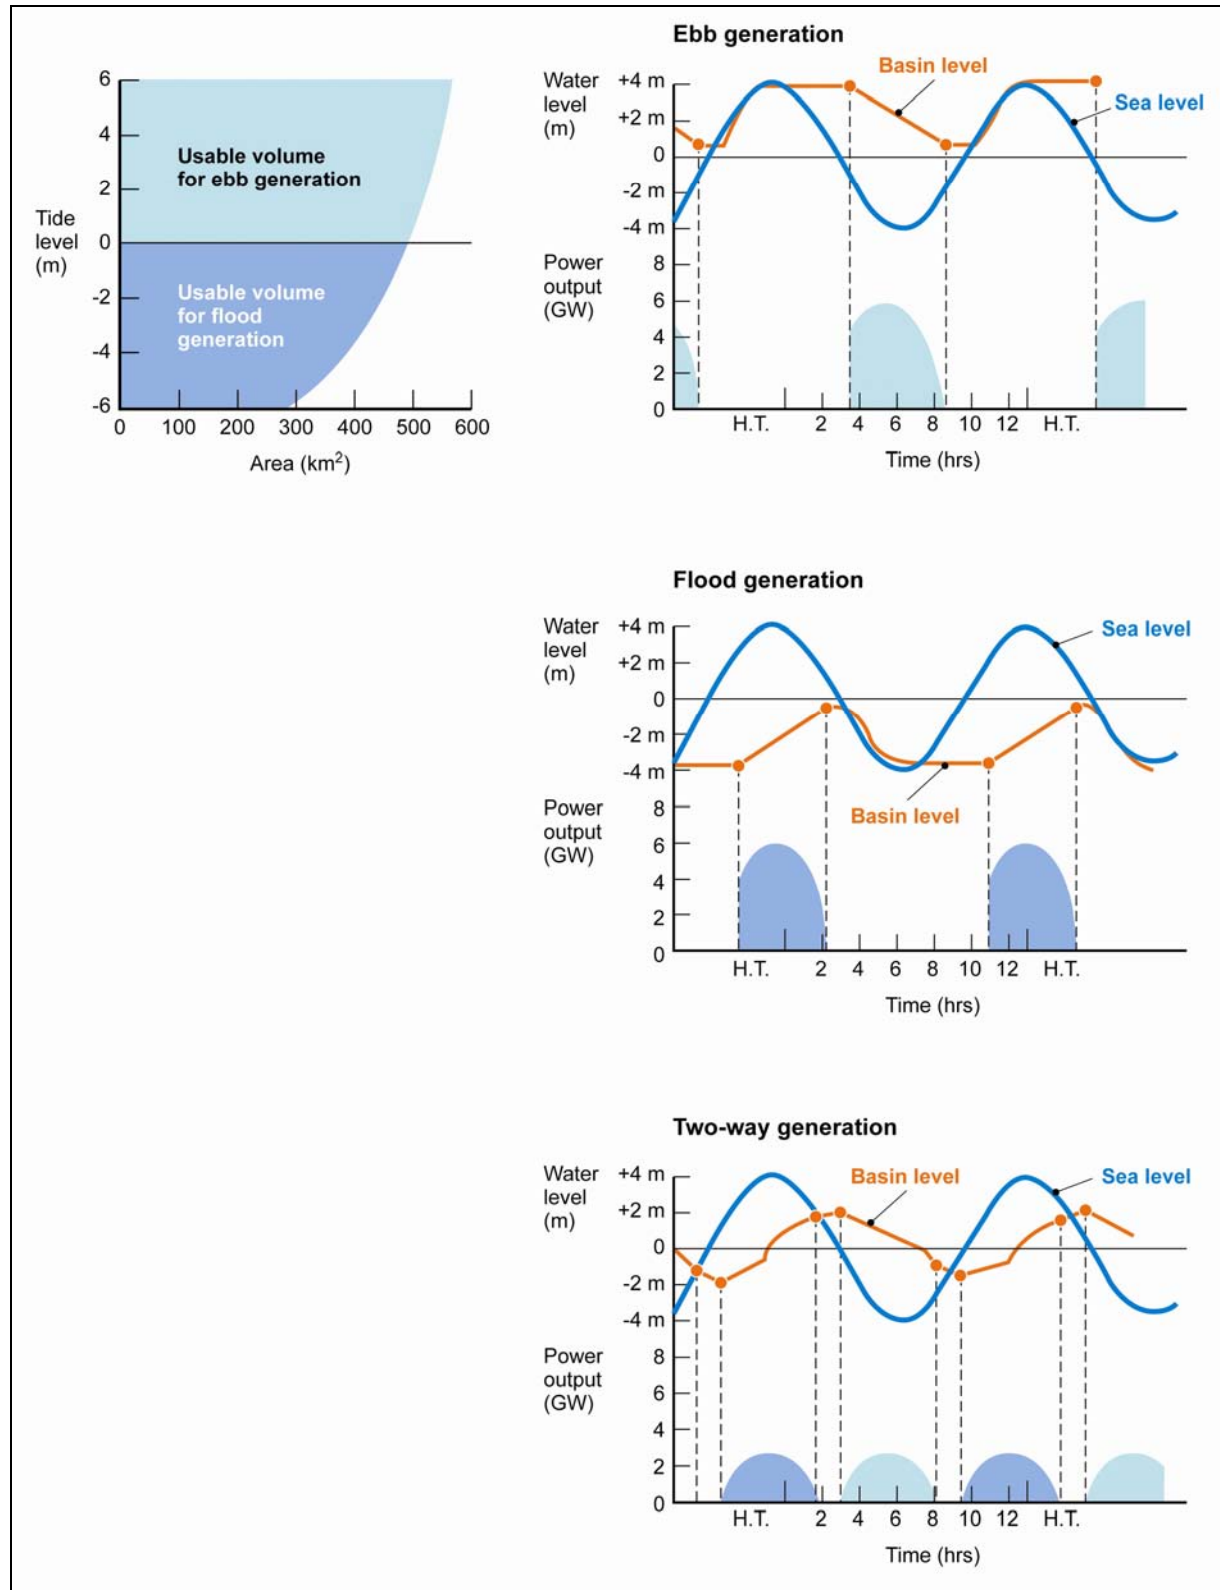 6
4
2
0
-2
-4
-6
Tide
level
(m)
Usable volume
for ebb generation
Usable volume
for flood
generation
0 100 200 300 400 500 600
Area (km²)
Ebb generation
Water
level
(m)
+4 m
+2 m
0
-2 m
-4 m
Basin level
Sea level
Power
output
(GW)
8
6
4
2
0
H.T. 2 4 6 8 10 12 H.T.
Time (hrs)
Flood generation
Water
level
(m)
+4 m
+2 m
0
-2 m
-4 m
Sea level
Basin level
Power
output
(GW)
8
6
4
2
0
H.T. 2 4 6 8 10 12 H.T.
Time (hrs)
Two-way generation
Water
level
(m)
+4 m
+2 m
0
-2 m
-4 m
Basin level
Sea level
Power
output
(GW)
8
6
4
2
0
H.T. 2 4 6 8 10 12 H.T.
Time (hrs)